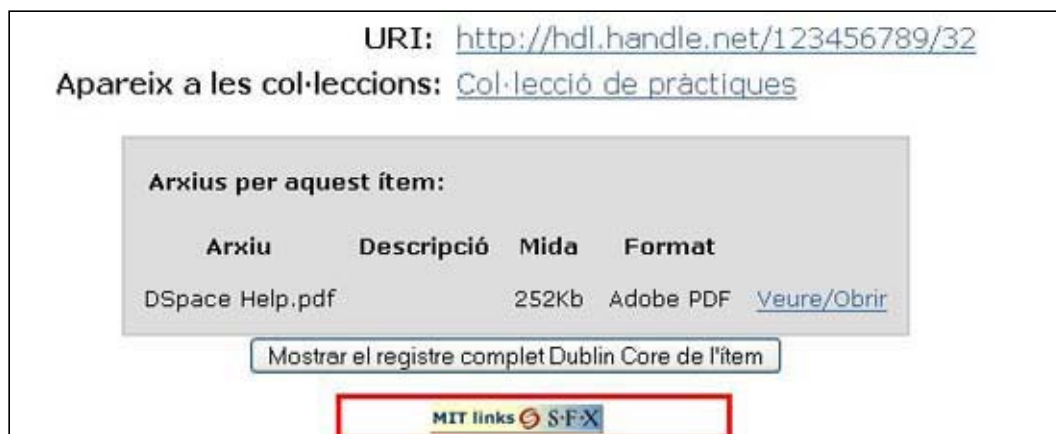 URI: http://hdl.handle.net/123456789/32
Apareix a les col·leccions: Col·lecció de pràctiques
Arxius per aquest ítem:
Arxiu Descripció Mida Format
DSpace Help.pdf 252Kb Adobe PDF Veure/Obrir
Mostrar el registre complet Dublin Core de l'ítem
MIT links S·F·X